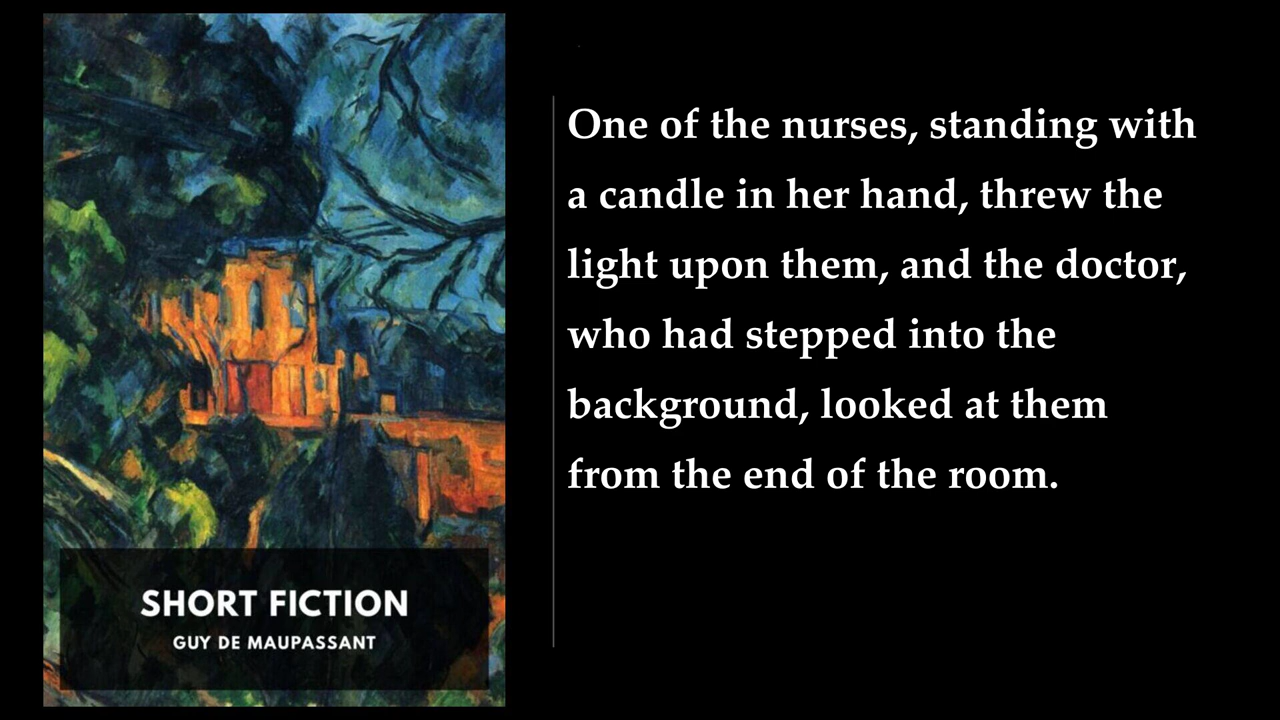 One of the nurses, standing with
a candle in her hand, threw the
light upon them, and the doctor,
who had stepped into the
background, looked at them
from the end of the room.
SHORT FICTION
GUY DE MAUPASSANT